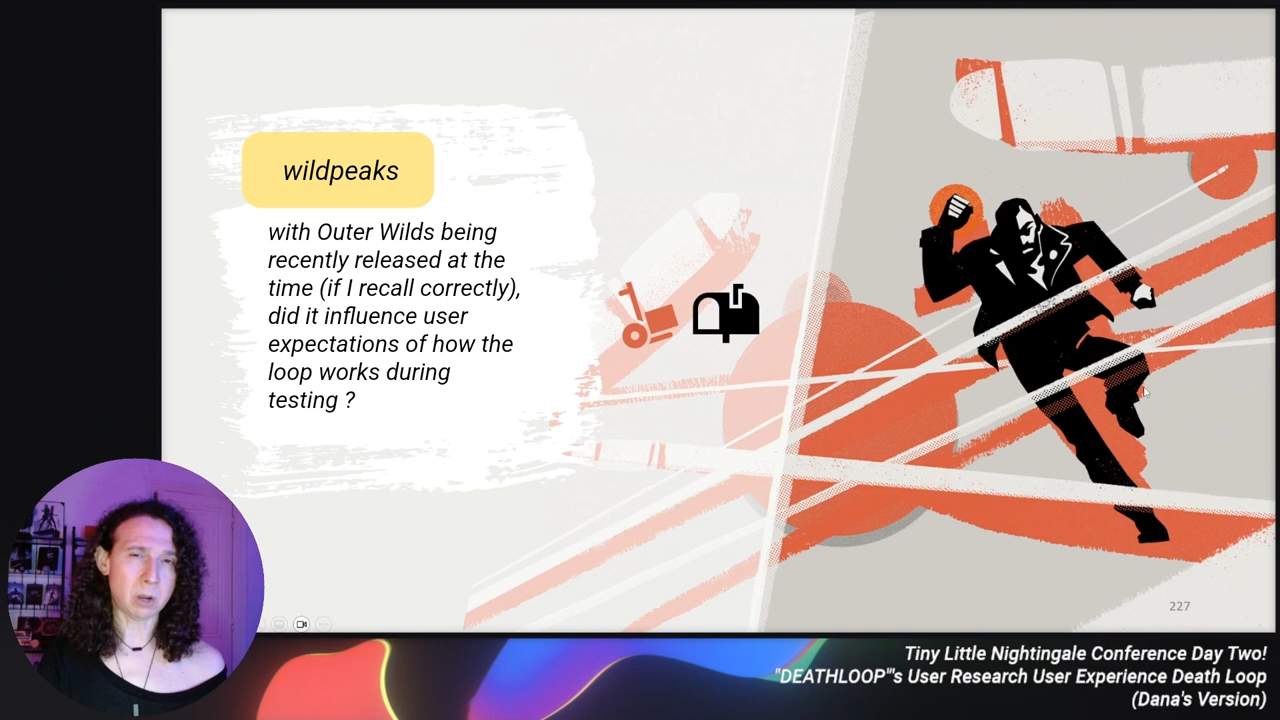 wildpeaks
with Outer Wilds being
recently released at the
time (if I recall correctly),
did it influence user
expectations of how the
loop works during
testing ?
227
Tiny Little Nightingale Conference Day Two!
"DEATHLOOP"'s User Research User Experience Death Loop
(Dana's Version)